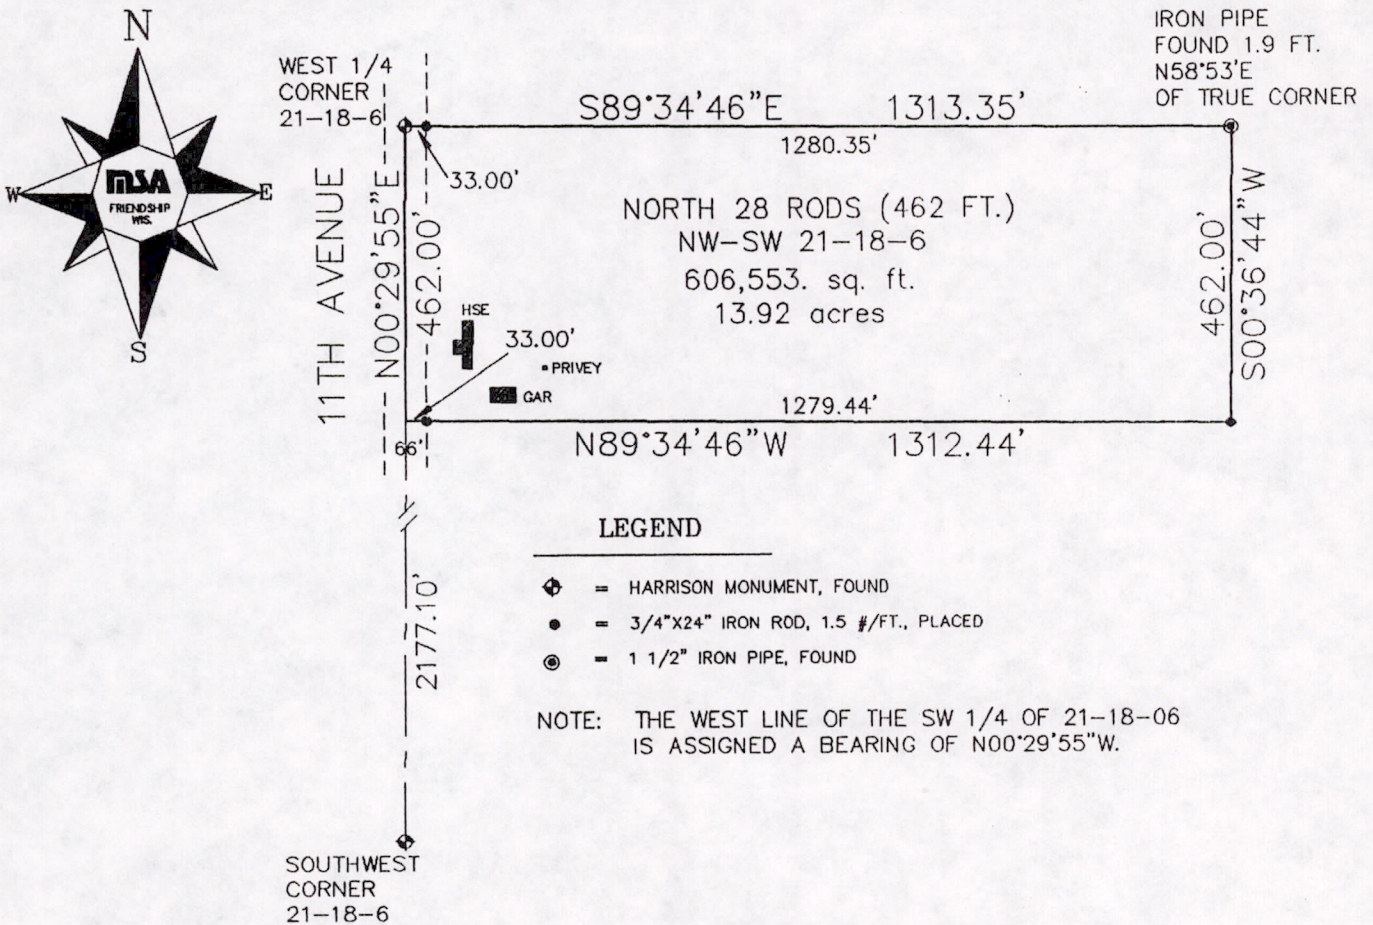 N
W
E
S
MSA
FRIENDSHIP
WIS.
WEST 1/4
CORNER
21-18-6
IRON PIPE
FOUND 1.9 FT.
N58°53'E
OF TRUE CORNER
S89°34'46"E 1313.35'
1280.35'
33.00'
11TH AVENUE
N00°29'55"E
462.00'
NORTH 28 RODS (462 FT.)
NW-SW 21-18-6
606,553. sq. ft.
13.92 acres
462.00'
S00°36'44"W
HSE
33.00'
PRIVEY
GAR
1279.44'
66'
N89°34'46"W 1312.44'
2177.10'
LEGEND
= HARRISON MONUMENT, FOUND
= 3/4"X24" IRON ROD, 1.5 #/FT., PLACED
= 1 1/2" IRON PIPE, FOUND
NOTE: THE WEST LINE OF THE SW 1/4 OF 21-18-06
IS ASSIGNED A BEARING OF N00°29'55"W.
SOUTHWEST
CORNER
21-18-6